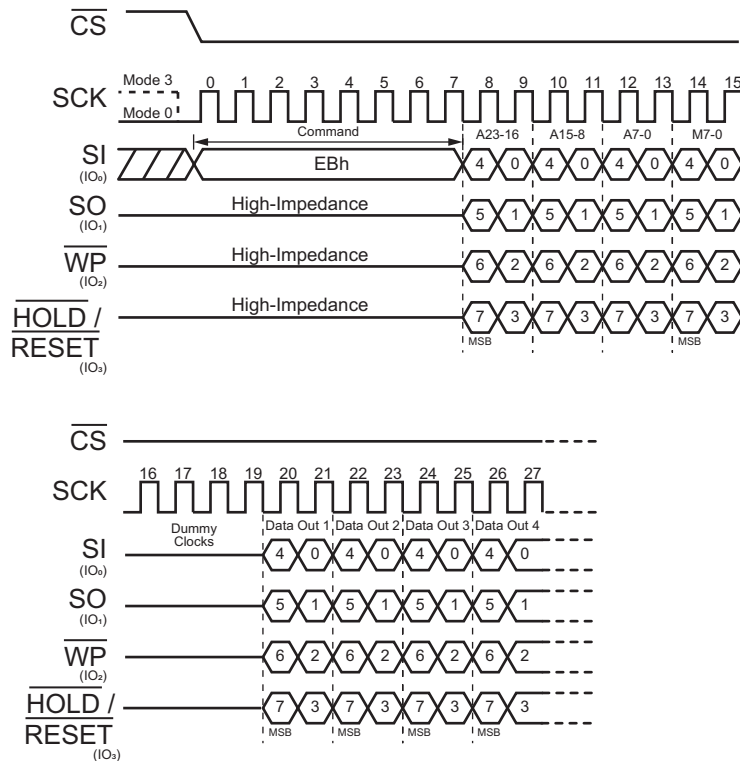 CS
Mode 3
0 1 2 3 4 5 6 7 8 9 10 11 12 13 14 15
SCK
Mode 0
Command
A23-16 A15-8 A7-0 M7-0
SI
(IO₀)
EBh
4 0 4 0 4 0 4 0
SO
(IO₁)
High-Impedance
5 1 5 1 5 1 5 1
WP
(IO₂)
High-Impedance
6 2 6 2 6 2 6 2
HOLD /
RESET
(IO₃)
High-Impedance
7 3 7 3 7 3 7 3
MSB MSB
CS
16 17 18 19 20 21 22 23 24 25 26 27
SCK
Dummy
Clocks
Data Out 1 Data Out 2 Data Out 3 Data Out 4
SI
(IO₀)
4 0 4 0 4 0 4 0
SO
(IO₁)
5 1 5 1 5 1 5 1
WP
(IO₂)
6 2 6 2 6 2 6 2
HOLD /
RESET
(IO₃)
7 3 7 3 7 3 7 3
MSB MSB MSB MSB